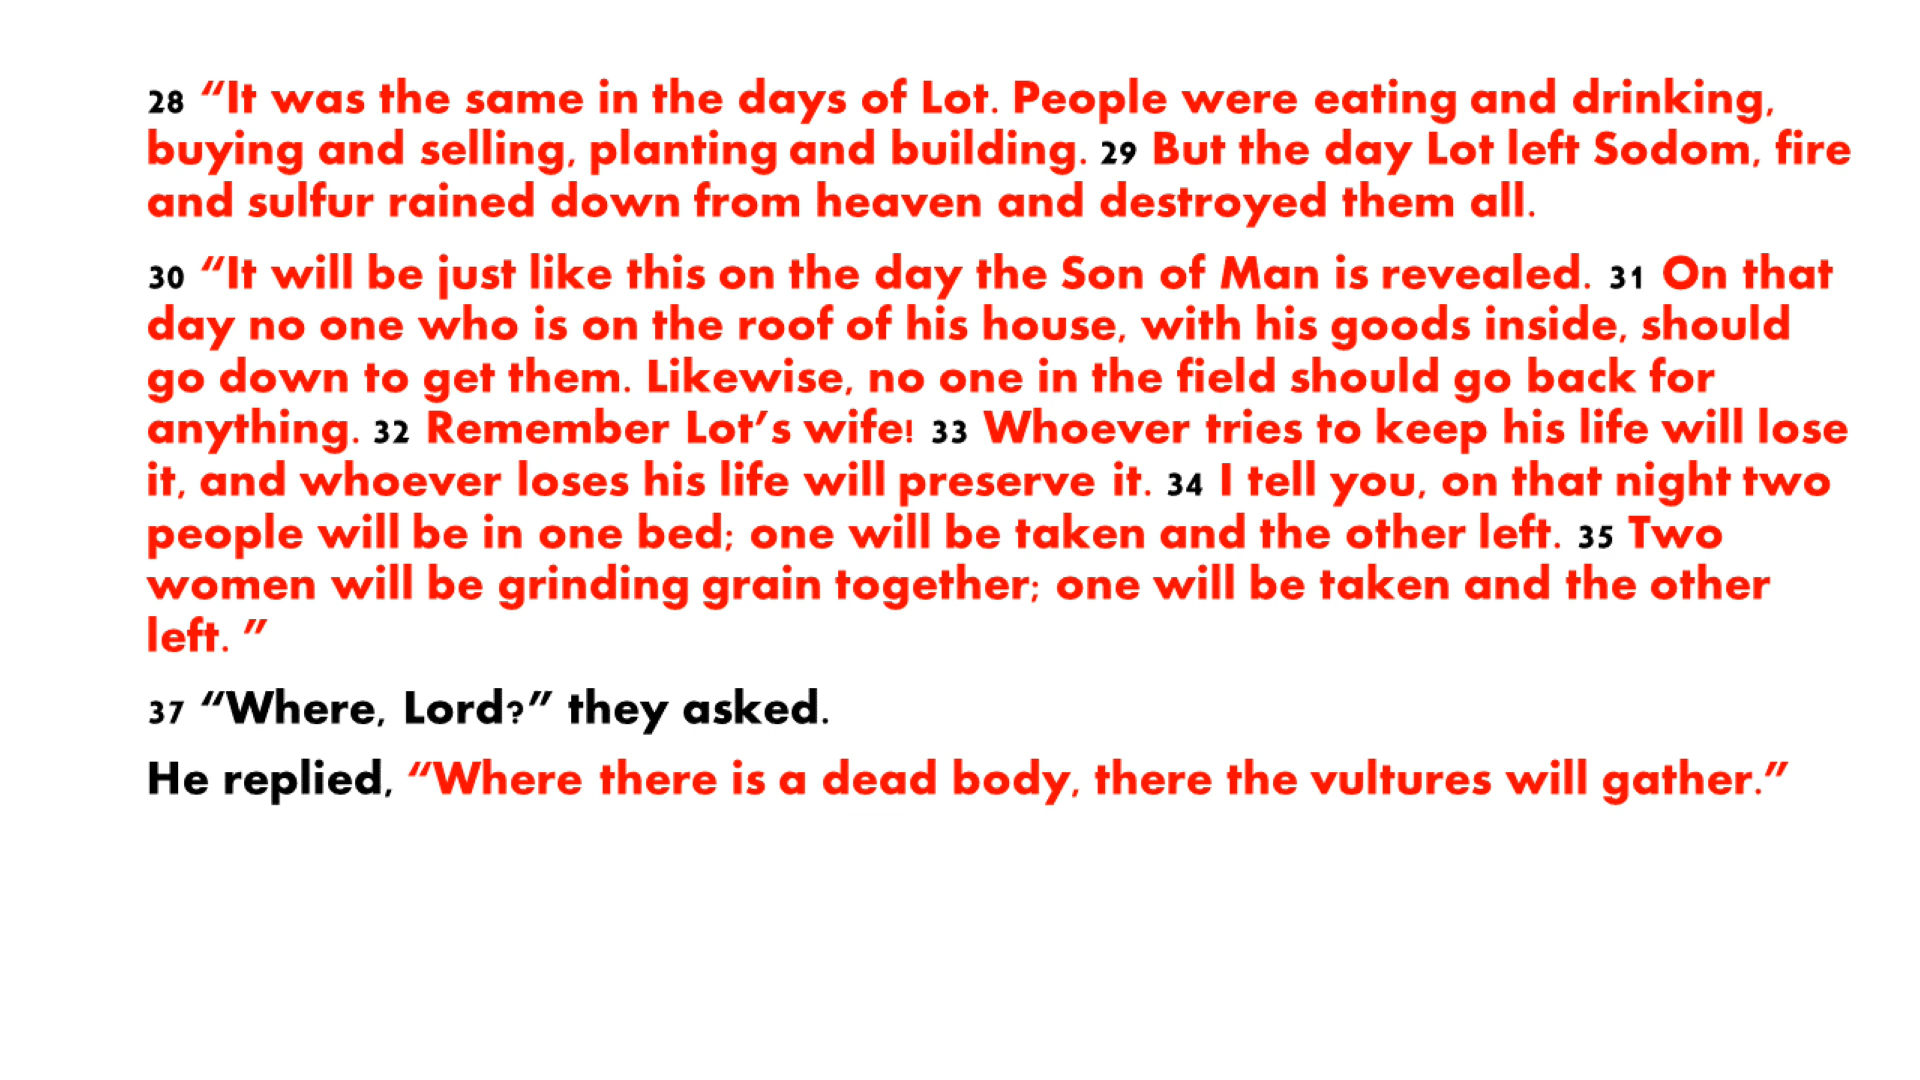 28 “It was the same in the days of Lot. People were eating and drinking,
buying and selling, planting and building. 29 But the day Lot left Sodom, fire
and sulfur rained down from heaven and destroyed them all.
30 “It will be just like this on the day the Son of Man is revealed. 31 On that
day no one who is on the roof of his house, with his goods inside, should
go down to get them. Likewise, no one in the field should go back for
anything. 32 Remember Lot’s wife! 33 Whoever tries to keep his life will lose
it, and whoever loses his life will preserve it. 34 I tell you, on that night two
people will be in one bed; one will be taken and the other left. 35 Two
women will be grinding grain together; one will be taken and the other
left. ”
37 “Where, Lord?” they asked.
He replied, “Where there is a dead body, there the vultures will gather.”